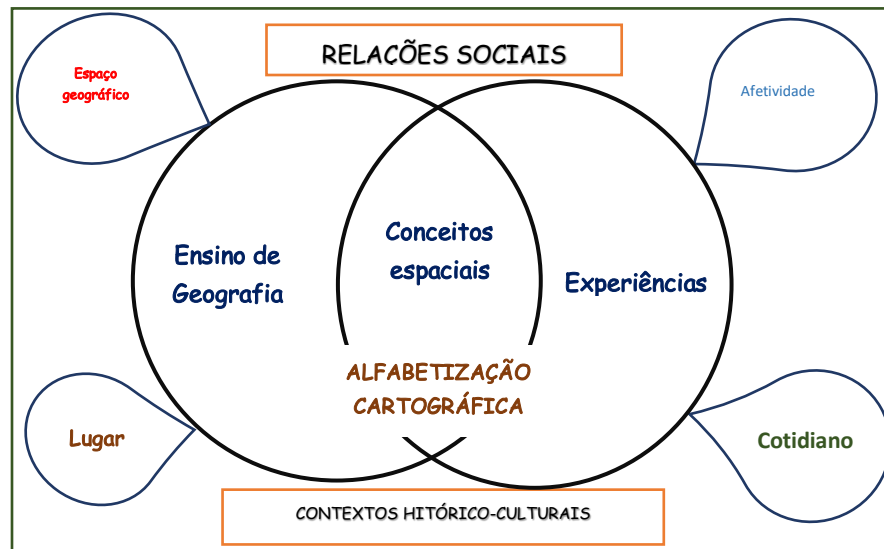 RELAÇÕES SOCIAIS
Espaço
geográfico
Afetividade
Ensino de
Geografia
Conceitos
espaciais
Experiências
ALFABETIZAÇÃO
CARTOGRÁFICA
Lugar
Cotidiano
CONTEXTOS HITÓRICO-CULTURAIS